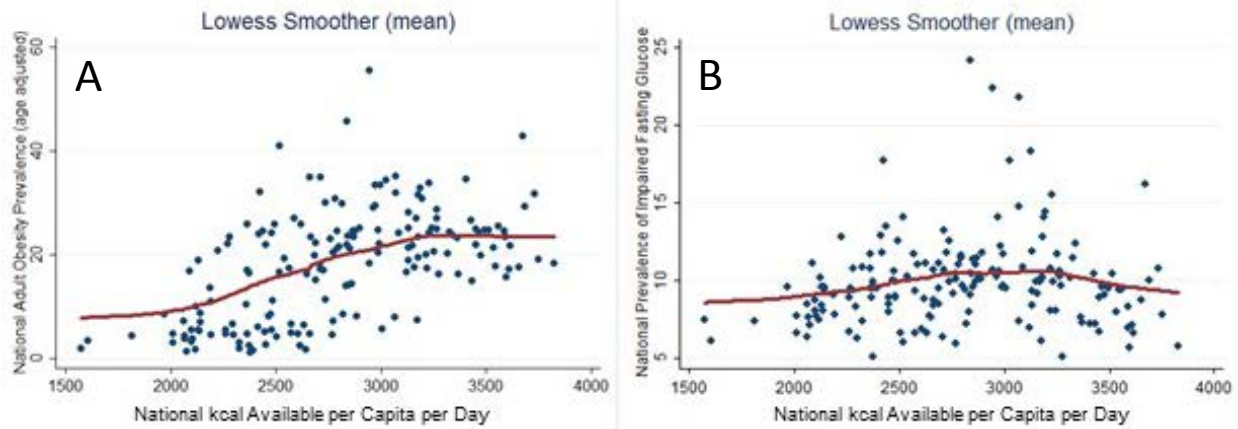 Lowess Smoother (mean)
A
National Adult Obesity Prevalence (age adjusted)
60
40
20
0
1500 2000 2500 3000 3500 4000
National kcal Available per Capita per Day
Lowess Smoother (mean)
B
National Prevalence of Impaired Fasting Glucose
25
20
15
10
5
1500 2000 2500 3000 3500 4000
National kcal Available per Capita per Day